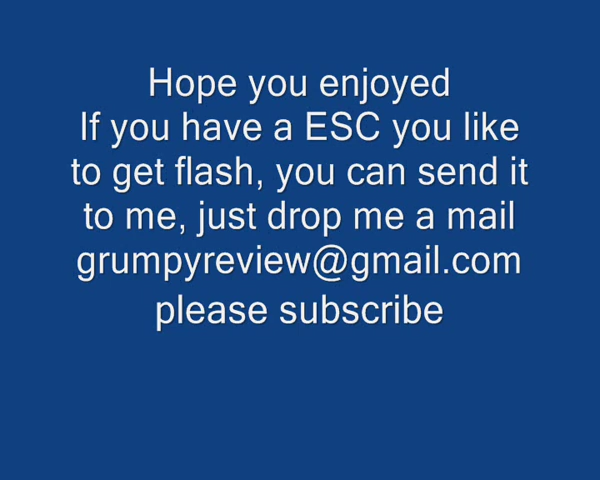 Hope you enjoyed
If you have a ESC you like
to get flash, you can send it
to me, just drop me a mail
grumpyreview@gmail.com
please subscribe